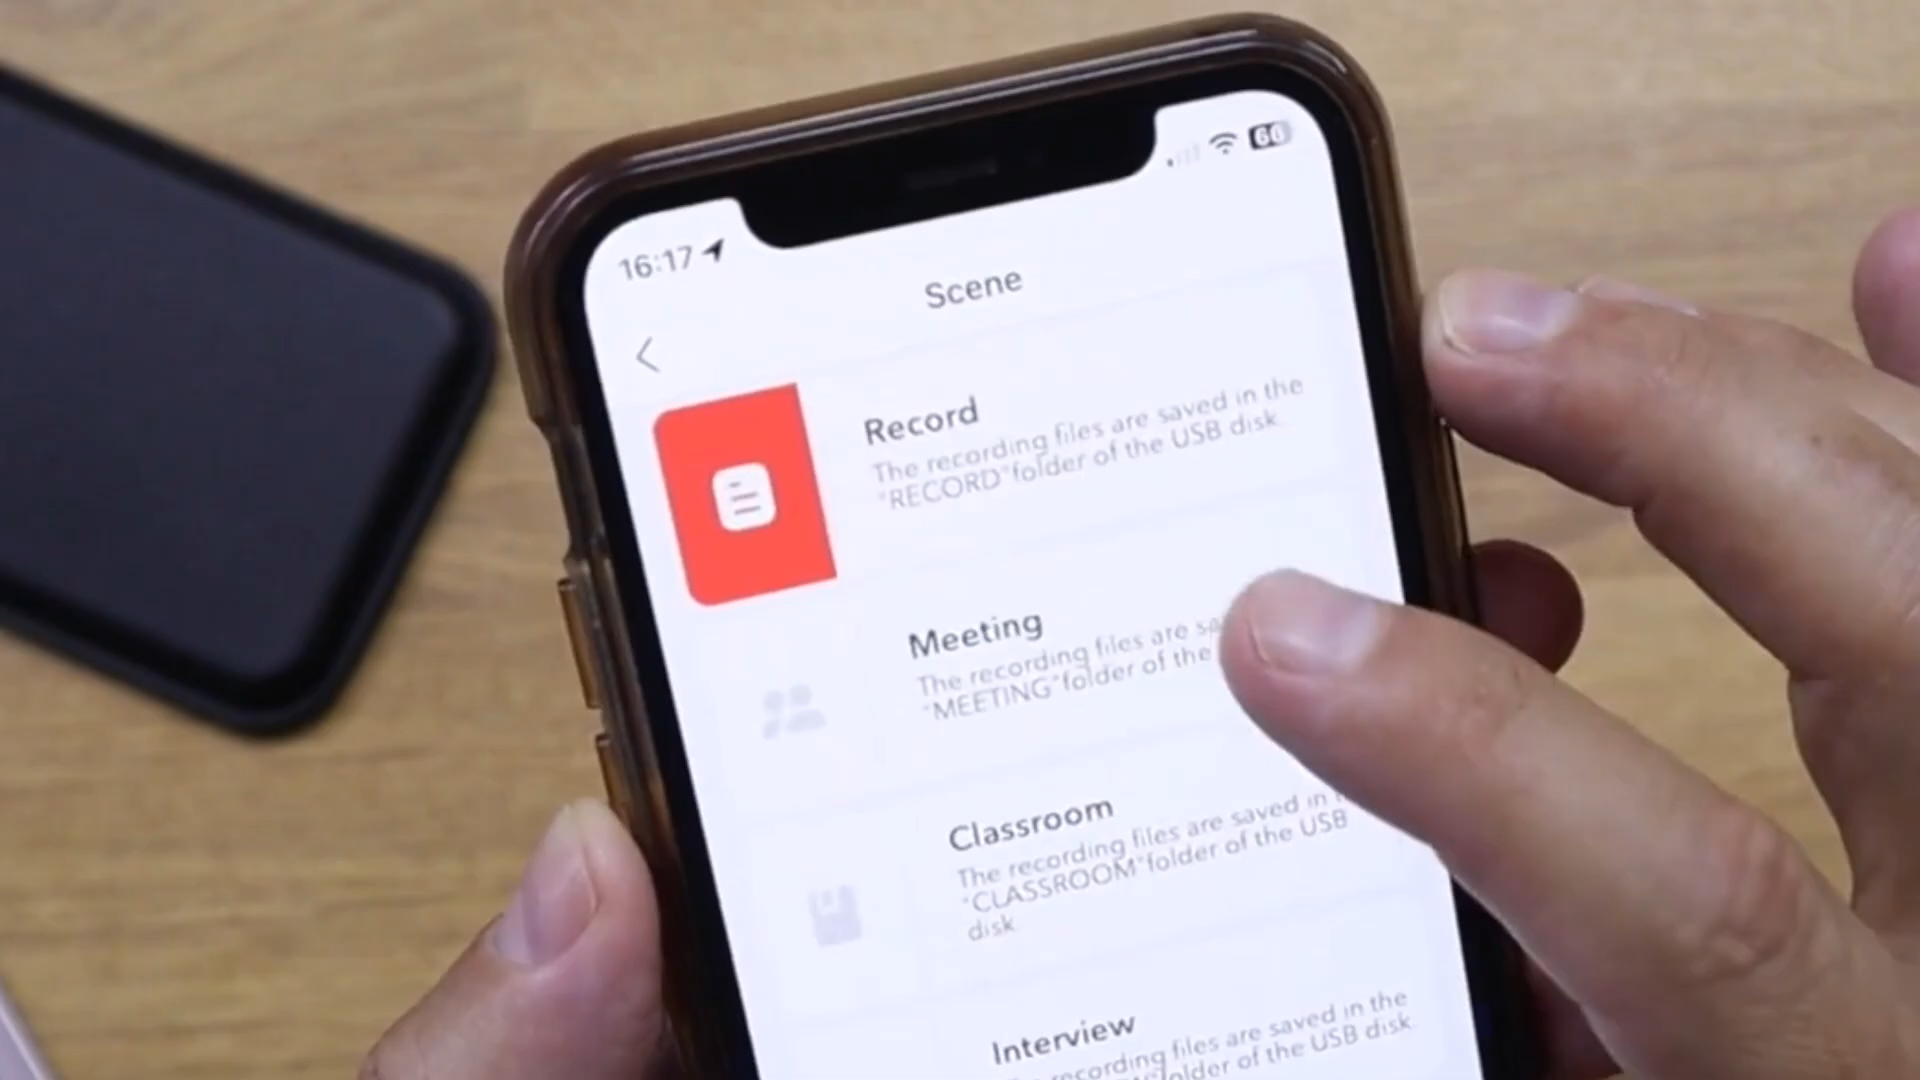 16:17
66
Scene
Record
The recording files are saved in the
"RECORD"folder of the USB disk.
Meeting
The recording files are
"MEETING"folder of the
Classroom
The recording files are saved in
"CLASSROOM"folder of the USB
disk.
Interview
recording files are saved in the
folder of the USB disk.